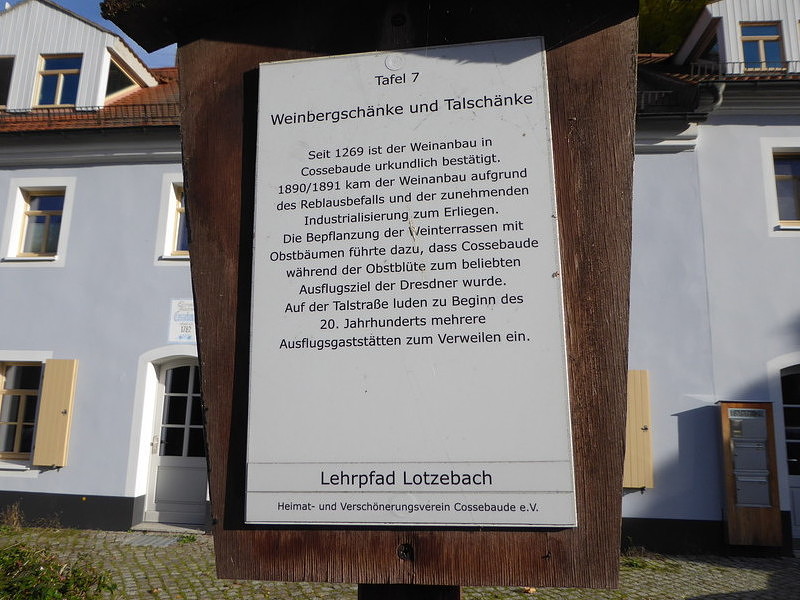 Tafel 7
Weinbergschänke und Talschänke
Seit 1269 ist der Weinanbau in
Cossebaude urkundlich bestätigt.
1890/1891 kam der Weinanbau aufgrund
des Reblausbefalls und der zunehmenden
Industrialisierung zum Erliegen.
Die Bepflanzung der Weinterrassen mit
Obstbäumen führte dazu, dass Cossebaude
während der Obstblüte zum beliebten
Ausflugsziel der Dresdner wurde.
Auf der Talstraße luden zu Beginn des
20. Jahrhunderts mehrere
Ausflugsgaststätten zum Verweilen ein.
Lehrpfad Lotzebach
Heimat- und Verschönerungsverein Cossebaude e.V.